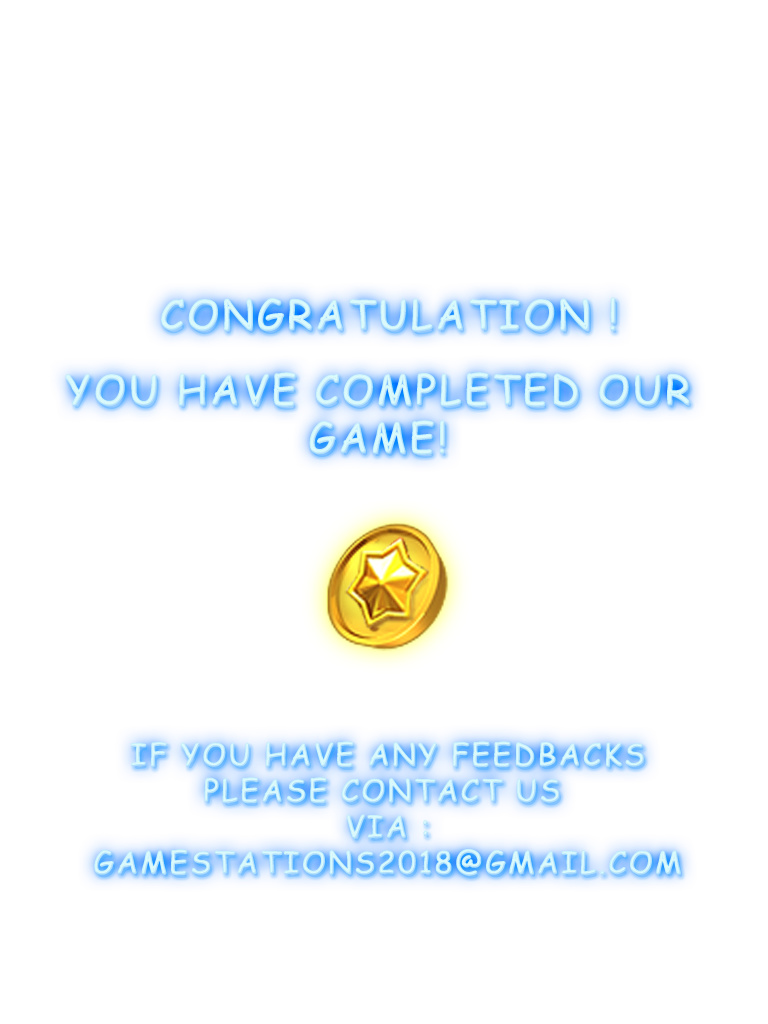 CONGRATULATION !
YOU HAVE COMPLETED OUR
GAME!
IF YOU HAVE ANY FEEDBACKS
PLEASE CONTACT US
VIA :
GAMESTATIONS2018@GMAIL.COM